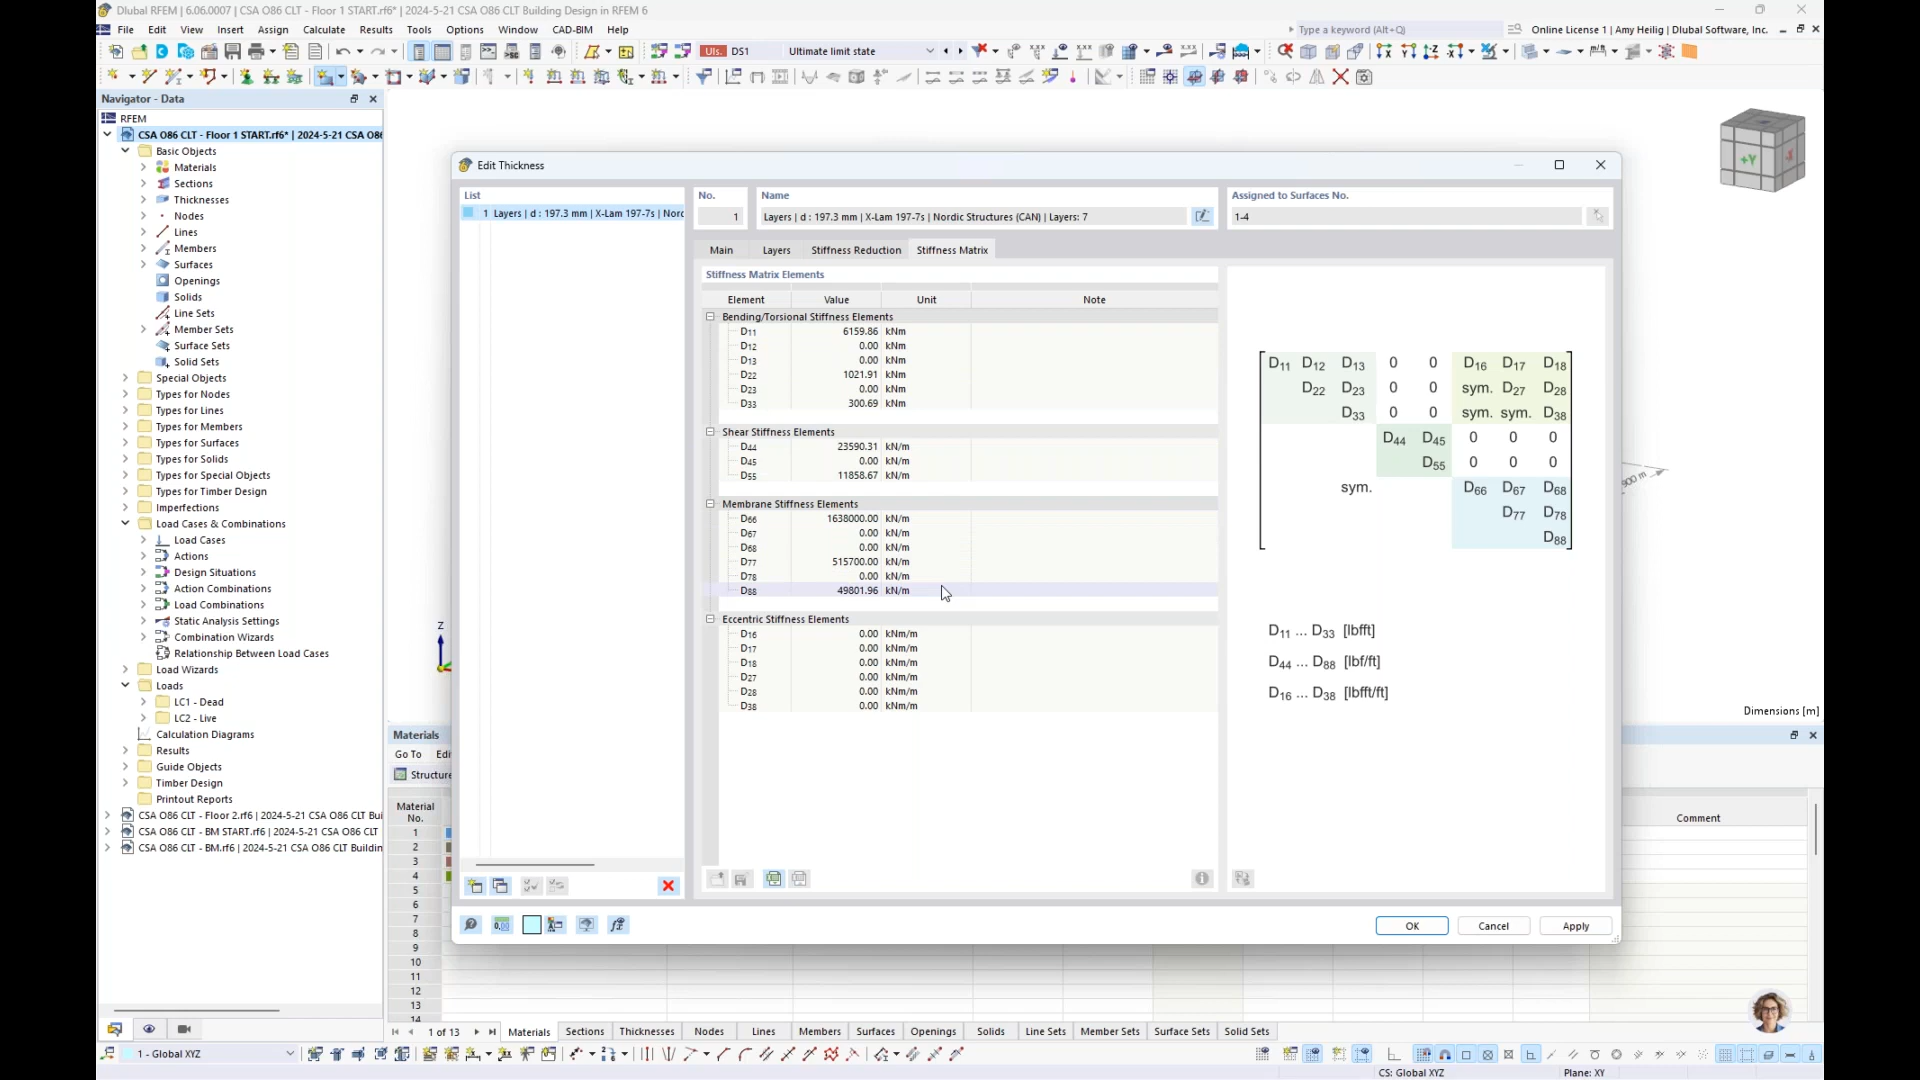 Dlubal RFEM | 6.06.0007 | CSA O86 CLT - Floor 1 START.rf6* | 2024-5-21 CSA O86 CLT Building Design in RFEM 6
File Edit View Insert Assign Calculate Results Tools Options Window CAD-BIM Help
Type a keyword (Alt+Q)
Online License 1 | Amy Heilig | Dlubal Software, Inc.
Uls. DS1 Ultimate limit state
Navigator - Data
RFEM
CSA O86 CLT - Floor 1 START.rf6* | 2024-5-21 CSA O86
Basic Objects
Materials
Sections
Thicknesses
Nodes
Lines
Members
Surfaces
Openings
Solids
Line Sets
Member Sets
Surface Sets
Solid Sets
Special Objects
Types for Nodes
Types for Lines
Types for Members
Types for Surfaces
Types for Solids
Types for Special Objects
Types for Timber Design
Imperfections
Load Cases & Combinations
Load Cases
Actions
Design Situations
Action Combinations
Load Combinations
Static Analysis Settings
Combination Wizards
Relationship Between Load Cases
Load Wizards
Loads
LC1 - Dead
LC2 - Live
Calculation Diagrams
Results
Guide Objects
Timber Design
Printout Reports
CSA O86 CLT - Floor 2.rf6 | 2024-5-21 CSA O86 CLT Bui
CSA O86 CLT - BM START.rf6 | 2024-5-21 CSA O86 CLT
CSA O86 CLT - BM.rf6 | 2024-5-21 CSA O86 CLT Buildin
1 - Global XYZ
Edit Thickness
List
1 Layers | d : 197.3 mm | X-Lam 197-7s | Nord
No.
1
Name
Layers | d : 197.3 mm | X-Lam 197-7s | Nordic Structures (CAN) | Layers: 7
Assigned to Surfaces No.
1-4
Main Layers Stiffness Reduction Stiffness Matrix
Stiffness Matrix Elements
Element Value Unit Note
Bending/Torsional Stiffness Elements
D11 6159.86 kNm
D12 0.00 kNm
D13 0.00 kNm
D22 1021.91 kNm
D23 0.00 kNm
D33 300.69 kNm
Shear Stiffness Elements
D44 23590.31 kN/m
D45 0.00 kN/m
D55 11858.67 kN/m
Membrane Stiffness Elements
D66 1638000.00 kN/m
D67 0.00 kN/m
D68 0.00 kN/m
D77 515700.00 kN/m
D78 0.00 kN/m
D88 49801.96 kN/m
Eccentric Stiffness Elements
D16 0.00 kNm/m
D17 0.00 kNm/m
D18 0.00 kNm/m
D27 0.00 kNm/m
D28 0.00 kNm/m
D38 0.00 kNm/m
D11 D12 D13 0 0 D16 D17 D18
D22 D23 0 0 sym. D27 D28
D33 0 0 sym. sym. D38
D44 D45 0 0 0
D55 0 0 0
sym. D66 D67 D68
D77 D78
D88
D11 ... D33 [lbfft]
D44 ... D88 [lbf/ft]
D16 ... D38 [lbfft/ft]
OK Cancel Apply
+Y
Z
Dimensions [m]
Materials
Go To Edi
Structure
Material
No.
Comment
1
2
3
4
5
6
7
8
9
10
11
12
13
14
1 of 13 Materials Sections Thicknesses Nodes Lines Members Surfaces Openings Solids Line Sets Member Sets Surface Sets Solid Sets
CS: Global XYZ Plane: XY